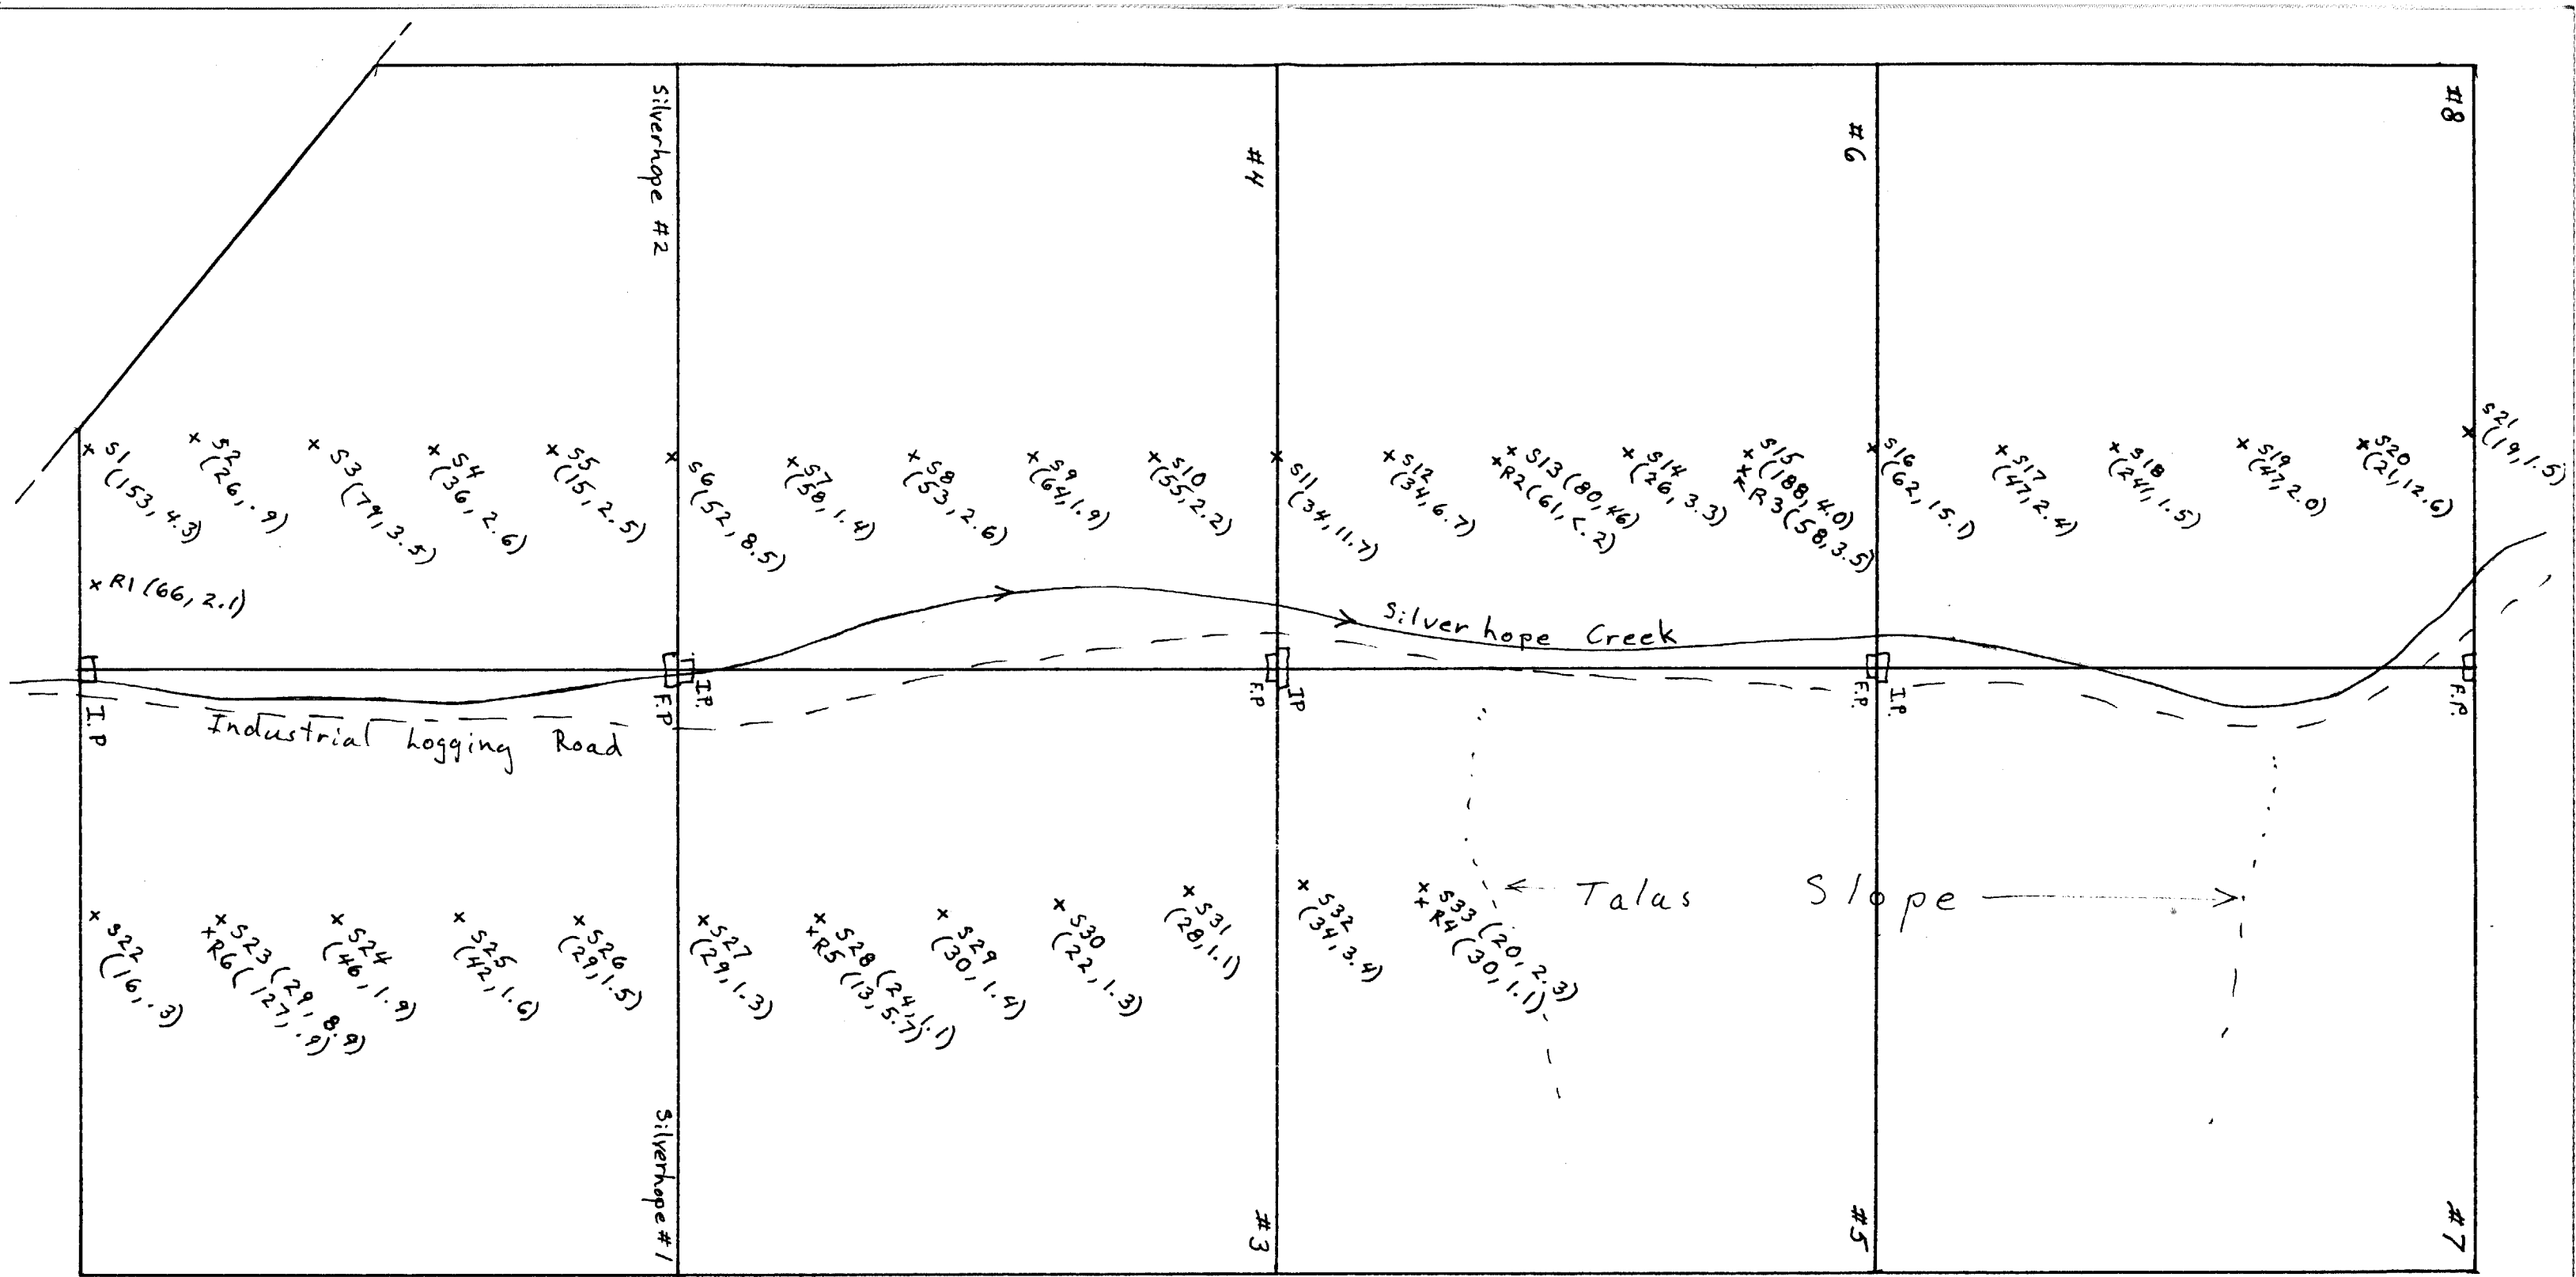 Silverhope #2
#4
#6
#8
S1
(153, 4.3)
S2
(26, .9)
S3
(79, 3.5)
S4
(36, 2.6)
S5
(15, 2.5)
S6
(52, 8.5)
S7
(58, 1.4)
S8
(53, 2.6)
S9
(64, 1.9)
S10
(55, 2.2)
S11
(34, 11.7)
S12
(34, 6.7)
S13 (80, 46)
R2 (61, <.2)
S14
(26, 3.3)
S15
(188, 4.0)
R3 (58, 3.5)
S16
(62, 15.1)
S17
(47, 2.4)
S18
(241, 1.5)
S19
(47, 2.0)
S20
(21, 12.6)
S21
(19, 1.5)
R1 (66, 2.1)
Silverhope Creek
I.P
F.P
I.P.
F.P
IP
F.P.
I.P.
F.P.
Industrial Logging Road
Talas Slope
S22
(16, .3)
S23 (29, 8.9)
R6 (127, .9)
S24
(46, 1.9)
S25
(42, 1.6)
S26
(29, 1.5)
S27
(29, 1.3)
S28 (24, 1.1)
R5 (13, 5.7)
S29
(30, 1.4)
S30
(22, 1.3)
S31
(28, 1.1)
S32
(34, 3.4)
S33 (20, 2.3)
R4 (30, 1.1)
Silverhope #1
#3
#5
#7